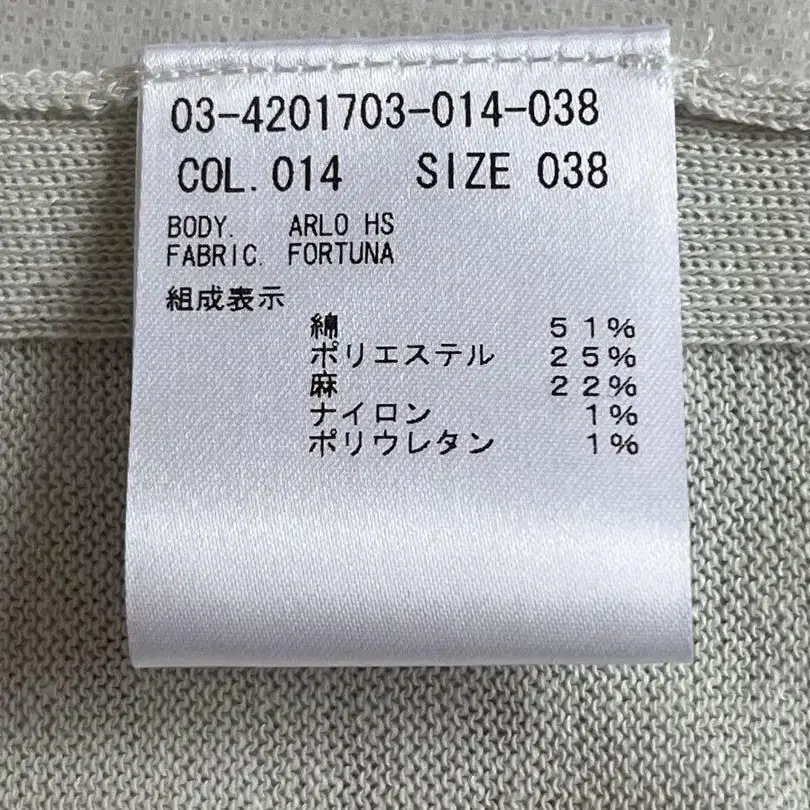 03-4201703-014-038
COL.014 SIZE 038
BODY. ARLO HS
FABRIC. FORTUNA
組成表示
綿 51%
ポリエステル 25%
麻 22%
ナイロン 1%
ポリウレタン 1%